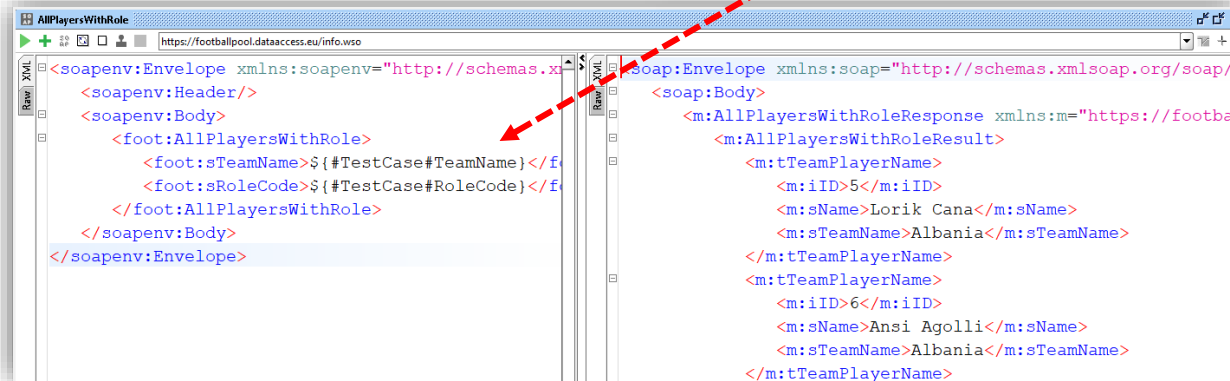 AllPlayersWithRole
https://footballpool.dataaccess.eu/info.wso
XML
Raw
<soapenv:Envelope xmlns:soapenv="http://schemas.x
<soapenv:Header/>
<soapenv:Body>
<foot:AllPlayersWithRole>
<foot:sTeamName>${#TestCase#TeamName}</f
<foot:sRoleCode>${#TestCase#RoleCode}</f
</foot:AllPlayersWithRole>
</soapenv:Body>
</soapenv:Envelope>
XML
Raw
<soap:Envelope xmlns:soap="http://schemas.xmlsoap.org/soap/
<soap:Body>
<m:AllPlayersWithRoleResponse xmlns:m="https://footba
<m:AllPlayersWithRoleResult>
<m:tTeamPlayerName>
<m:iID>5</m:iID>
<m:sName>Lorik Cana</m:sName>
<m:sTeamName>Albania</m:sTeamName>
</m:tTeamPlayerName>
<m:tTeamPlayerName>
<m:iID>6</m:iID>
<m:sName>Ansi Agolli</m:sName>
<m:sTeamName>Albania</m:sTeamName>
</m:tTeamPlayerName>